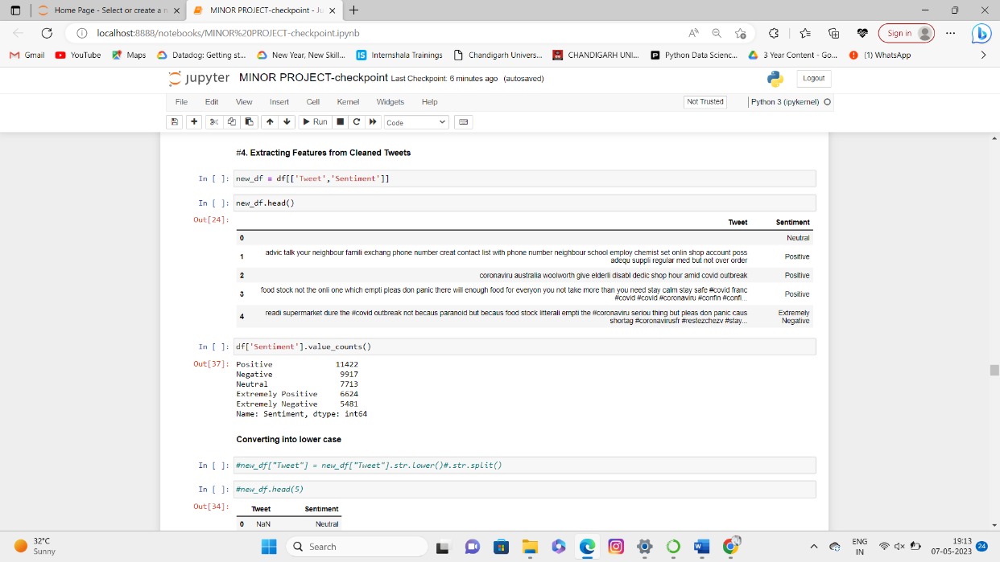 Home Page - Select or create a n
MINOR PROJECT-checkpoint - Ju
localhost:8888/notebooks/MINOR%20PROJECT-checkpoint.ipynb
Sign in
Gmail
YouTube
Maps
Datadog: Getting st...
New Year, New Skill...
IS Internshala Trainings
Chandigarh Univers...
CHANDIGARH UNI...
Python Data Scienc...
3 Year Content - Go...
(1) WhatsApp
jupyter MINOR PROJECT-checkpoint Last Checkpoint: 6 minutes ago (autosaved)
Logout
File Edit View Insert Cell Kernel Widgets Help
Not Trusted
Python 3 (ipykernel)
Run
Code
#4. Extracting Features from Cleaned Tweets
In [ ]: new_df = df[['Tweet','Sentiment']]
In [ ]: new_df.head()
Out[24]:
Tweet Sentiment
0 Neutral
1 advic talk your neighbour famili exchang phone number creat contact list with phone number neighbour school employ chemist set onlin shop account poss
adequ suppli regular med but not over order Positive
2 coronaviru australia woolworth give elderli disabl dedic shop hour amid covid outbreak Positive
3 food stock not the onli one which empti pleas don panic there will enough food for everyon you not take more than you need stay calm stay safe #covid franc
#covid #covid #coronaviru #confin #confi... Positive
4 readi supermarket dure the #covid outbreak not becaus paranoid but becaus food stock litterali empti the #coronaviru seriou thing but pleas don panic caus
shortag #coronavirusfr #restezchezv #stay... Extremely
Negative
In [ ]: df['Sentiment'].value_counts()
Out[37]: Positive 11422
Negative 9917
Neutral 7713
Extremely Positive 6624
Extremely Negative 5481
Name: Sentiment, dtype: int64
Converting into lower case
In [ ]: #new_df["Tweet"] = new_df["Tweet"].str.lower()#.str.split()
In [ ]: #new_df.head(5)
Out[34]:
Tweet Sentiment
0 NaN Neutral
32°C
Sunny
Search
ENG
IN
19:13
07-05-2023
24